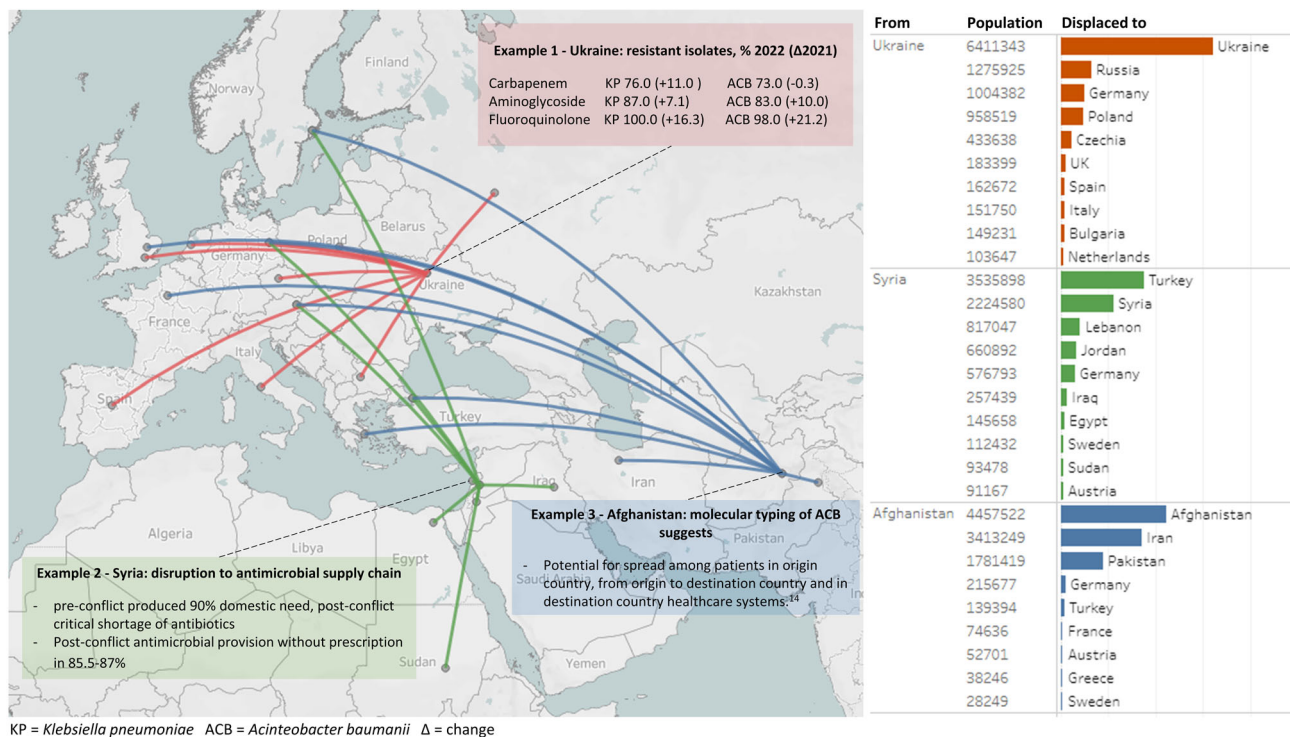 Example 1 - Ukraine: resistant isolates, % 2022 (Δ2021)
Carbapenem KP 76.0 (+11.0 ) ACB 73.0 (-0.3)
Aminoglycoside KP 87.0 (+7.1) ACB 83.0 (+10.0)
Fluoroquinolone KP 100.0 (+16.3) ACB 98.0 (+21.2)
Finland
Norway
Belarus
Poland
Germany
Ukraine
Kazakhstan
France
Italy
Spain
Turkey
Iraq
Iran
Algeria
Libya
Egypt
Pakistan
Saudi Arabia
Sudan
Yemen
Example 2 - Syria: disruption to antimicrobial supply chain
- pre-conflict produced 90% domestic need, post-conflict
critical shortage of antibiotics
- Post-conflict antimicrobial provision without prescription
in 85.5-87%
Example 3 - Afghanistan: molecular typing of ACB
suggests
- Potential for spread among patients in origin
country, from origin to destination country and in
destination country healthcare systems.14
KP = Klebsiella pneumoniae ACB = Acinteobacter baumanii Δ = change
From Population Displaced to
Ukraine 6411343 Ukraine
1275925 Russia
1004382 Germany
958519 Poland
433638 Czechia
183399 UK
162672 Spain
151750 Italy
149231 Bulgaria
103647 Netherlands
Syria 3535898 Turkey
2224580 Syria
817047 Lebanon
660892 Jordan
576793 Germany
257439 Iraq
145658 Egypt
112432 Sweden
93478 Sudan
91167 Austria
Afghanistan 4457522 Afghanistan
3413249 Iran
1781419 Pakistan
215677 Germany
139394 Turkey
74636 France
52701 Austria
38246 Greece
28249 Sweden